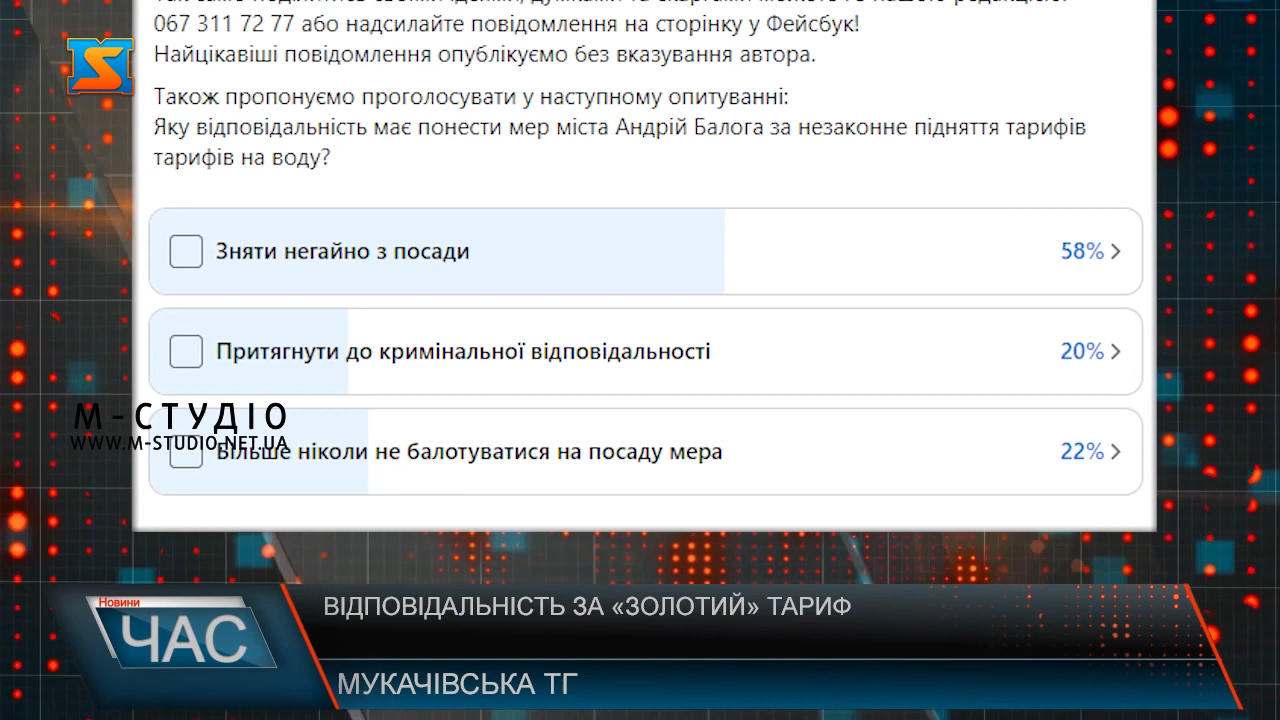 067 311 72 77 або надсилайте повідомлення на сторінку у Фейсбук!
Найцікавіші повідомлення опублікуємо без вказування автора.
Також пропонуємо проголосувати у наступному опитуванні:
Яку відповідальність має понести мер міста Андрій Балога за незаконне підняття тарифів
тарифів на воду?
Зняти негайно з посади 58%
Притягнути до кримінальної відповідальності 20%
М-СТУДІО
WWW.M-STUDIO.NET.UA
Більше ніколи не балотуватися на посаду мера 22%
Новини
ЧАС
ВІДПОВІДАЛЬНІСТЬ ЗА «ЗОЛОТИЙ» ТАРИФ
МУКАЧІВСЬКА ТГ